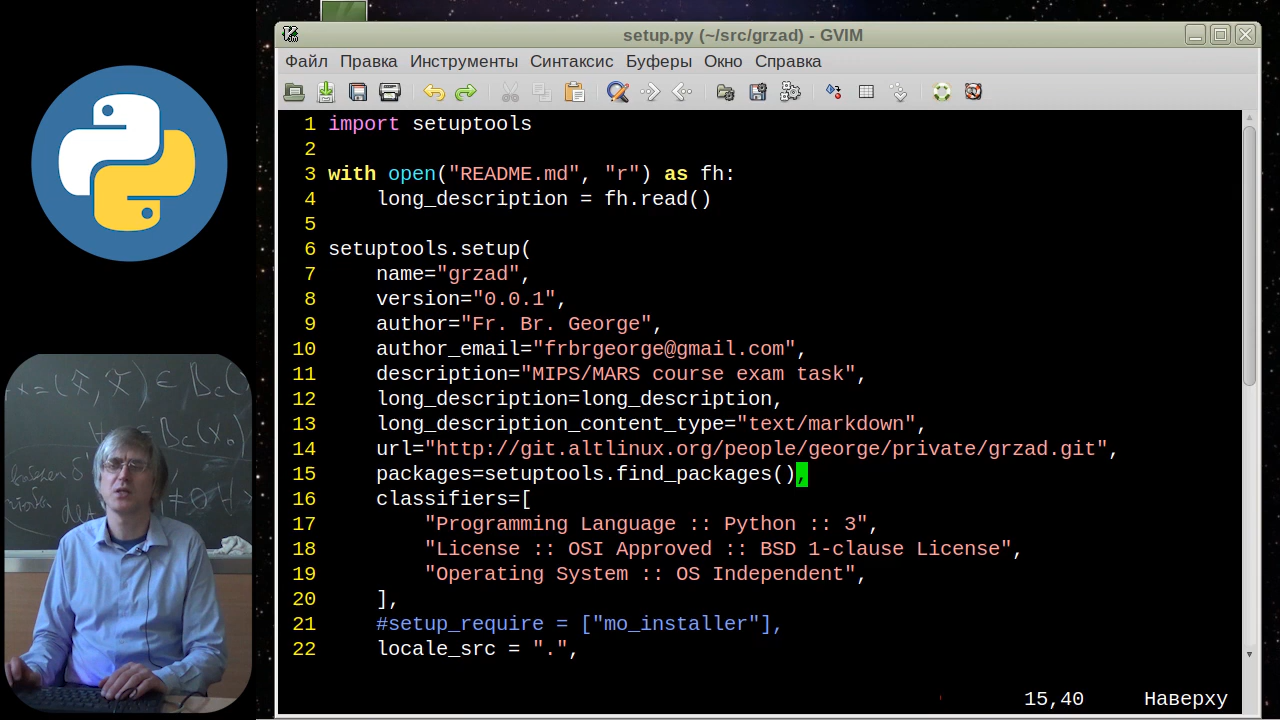 setup.py (~/src/grzad) - GVIM
Файл Правка Инструменты Синтаксис Буферы Окно Справка
1 import setuptools
2
3 with open("README.md", "r") as fh:
4     long_description = fh.read()
5
6 setuptools.setup(
7     name="grzad",
8     version="0.0.1",
9     author="Fr. Br. George",
10     author_email="frbrgeorge@gmail.com",
11     description="MIPS/MARS course exam task",
12     long_description=long_description,
13     long_description_content_type="text/markdown",
14     url="http://git.altlinux.org/people/george/private/grzad.git",
15     packages=setuptools.find_packages(),
16     classifiers=[
17         "Programming Language :: Python :: 3",
18         "License :: OSI Approved :: BSD 1-clause License",
19         "Operating System :: OS Independent",
20     ],
21     #setup_require = ["mo_installer"],
22     locale_src = ".",
15,40 Наверху